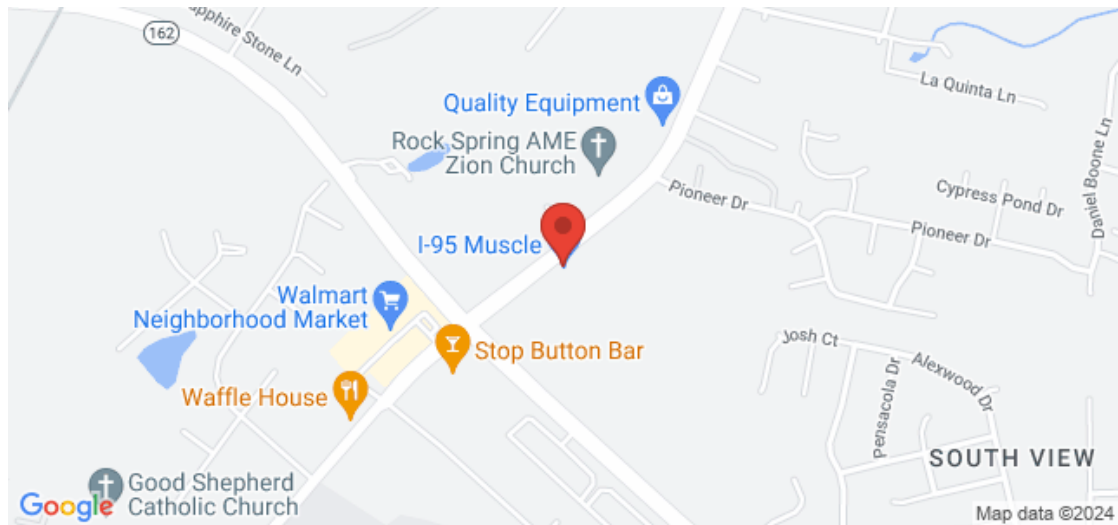 Sapphire Stone Ln
162
La Quinta Ln
Quality Equipment
Rock Spring AME
Zion Church
Daniel Boone Ln
Pioneer Dr
Cypress Pond Dr
Pioneer Dr
I-95 Muscle
Walmart
Neighborhood Market
Stop Button Bar
Josh Ct
Alexwood Dr
Pensacola Dr
Waffle House
SOUTH VIEW
Good Shepherd
Catholic Church
Google
Map data ©2024